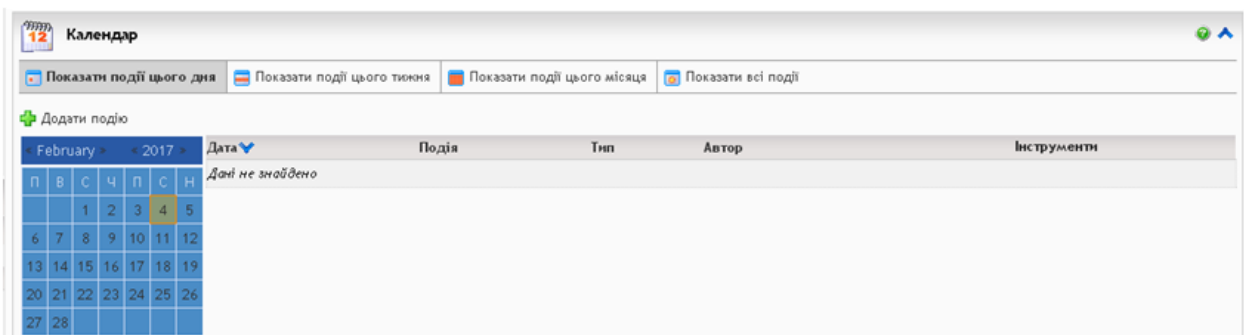 12 Календар
Показати події цього дня Показати події цього тижня Показати події цього місяця Показати всі події
Додати подію
« February » « 2017 » Дата Подія Тип Автор Інструменти
П В С Ч П С Н Дані не знайдено
1 2 3 4 5
6 7 8 9 10 11 12
13 14 15 16 17 18 19
20 21 22 23 24 25 26
27 28